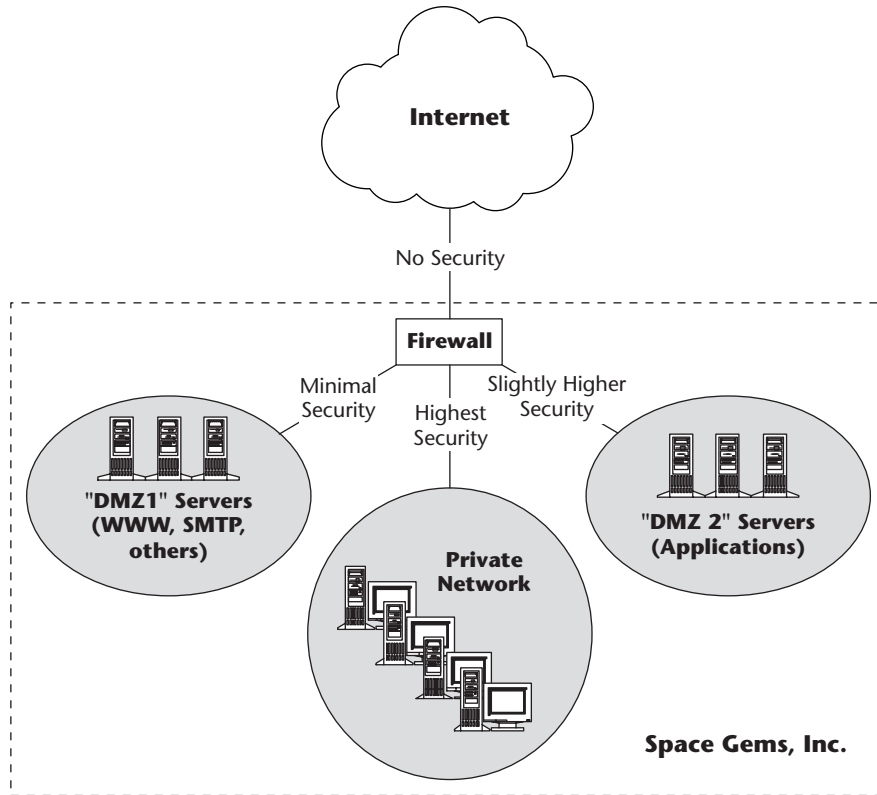 Internet
No Security
Firewall
Minimal
Security
Highest
Security
Slightly Higher
Security
"DMZ1" Servers
(WWW, SMTP,
others)
"DMZ 2" Servers
(Applications)
Private
Network
Space Gems, Inc.